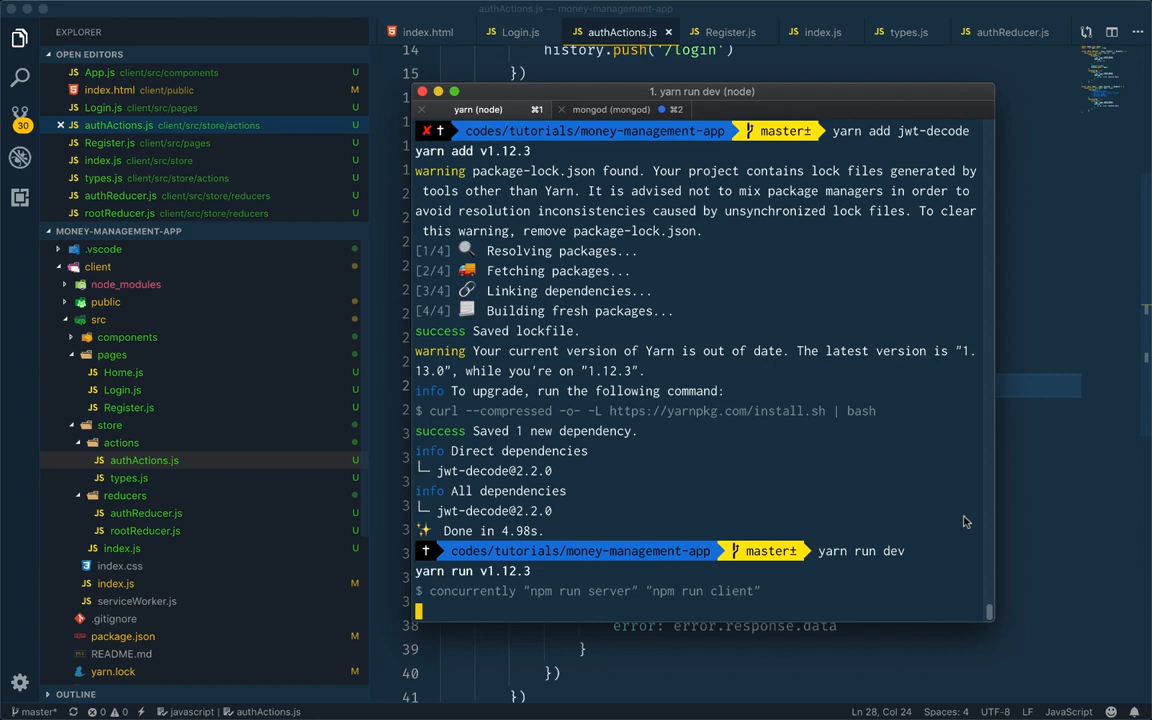 authActions.js — money-management-app
EXPLORER
OPEN EDITORS
App.js client/src/components U
index.html client/public M
Login.js client/src/pages U
authActions.js client/src/store/actions U
Register.js client/src/pages U
index.js client/src/store U
types.js client/src/store/actions U
authReducer.js client/src/store/reducers U
rootReducer.js client/src/store/reducers U
MONEY-MANAGEMENT-APP
.vscode
client
node_modules
public
src
components
pages
Home.js U
Login.js U
Register.js U
store
actions
authActions.js U
types.js U
reducers
authReducer.js U
rootReducer.js U
index.js U
index.css
index.js M
serviceWorker.js
.gitignore
package.json M
README.md
yarn.lock M
OUTLINE
30
index.html Login.js authActions.js Register.js index.js types.js authReducer.js
14 history.push('/login')
15 })
1. yarn run dev (node)
yarn (node) ⌘1 mongod (mongod) ⌘2
✘ ✝ codes/tutorials/money-management-app master± yarn add jwt-decode
yarn add v1.12.3
warning package-lock.json found. Your project contains lock files generated by
tools other than Yarn. It is advised not to mix package managers in order to
avoid resolution inconsistencies caused by unsynchronized lock files. To clear
this warning, remove package-lock.json.
[1/4] 🔍 Resolving packages...
[2/4] 🚚 Fetching packages...
[3/4] 🔗 Linking dependencies...
[4/4] 📃 Building fresh packages...
success Saved lockfile.
warning Your current version of Yarn is out of date. The latest version is "1.
13.0", while you're on "1.12.3".
info To upgrade, run the following command:
$ curl --compressed -o- -L https://yarnpkg.com/install.sh | bash
success Saved 1 new dependency.
info Direct dependencies
└─ jwt-decode@2.2.0
info All dependencies
└─ jwt-decode@2.2.0
✨ Done in 4.98s.
✝ codes/tutorials/money-management-app master± yarn run dev
yarn run v1.12.3
$ concurrently "npm run server" "npm run client"
38 error: error.response.data
39 }
40 })
41 })
master* 0 0 javascript | authActions.js Ln 28, Col 24 Spaces: 4 UTF-8 LF JavaScript